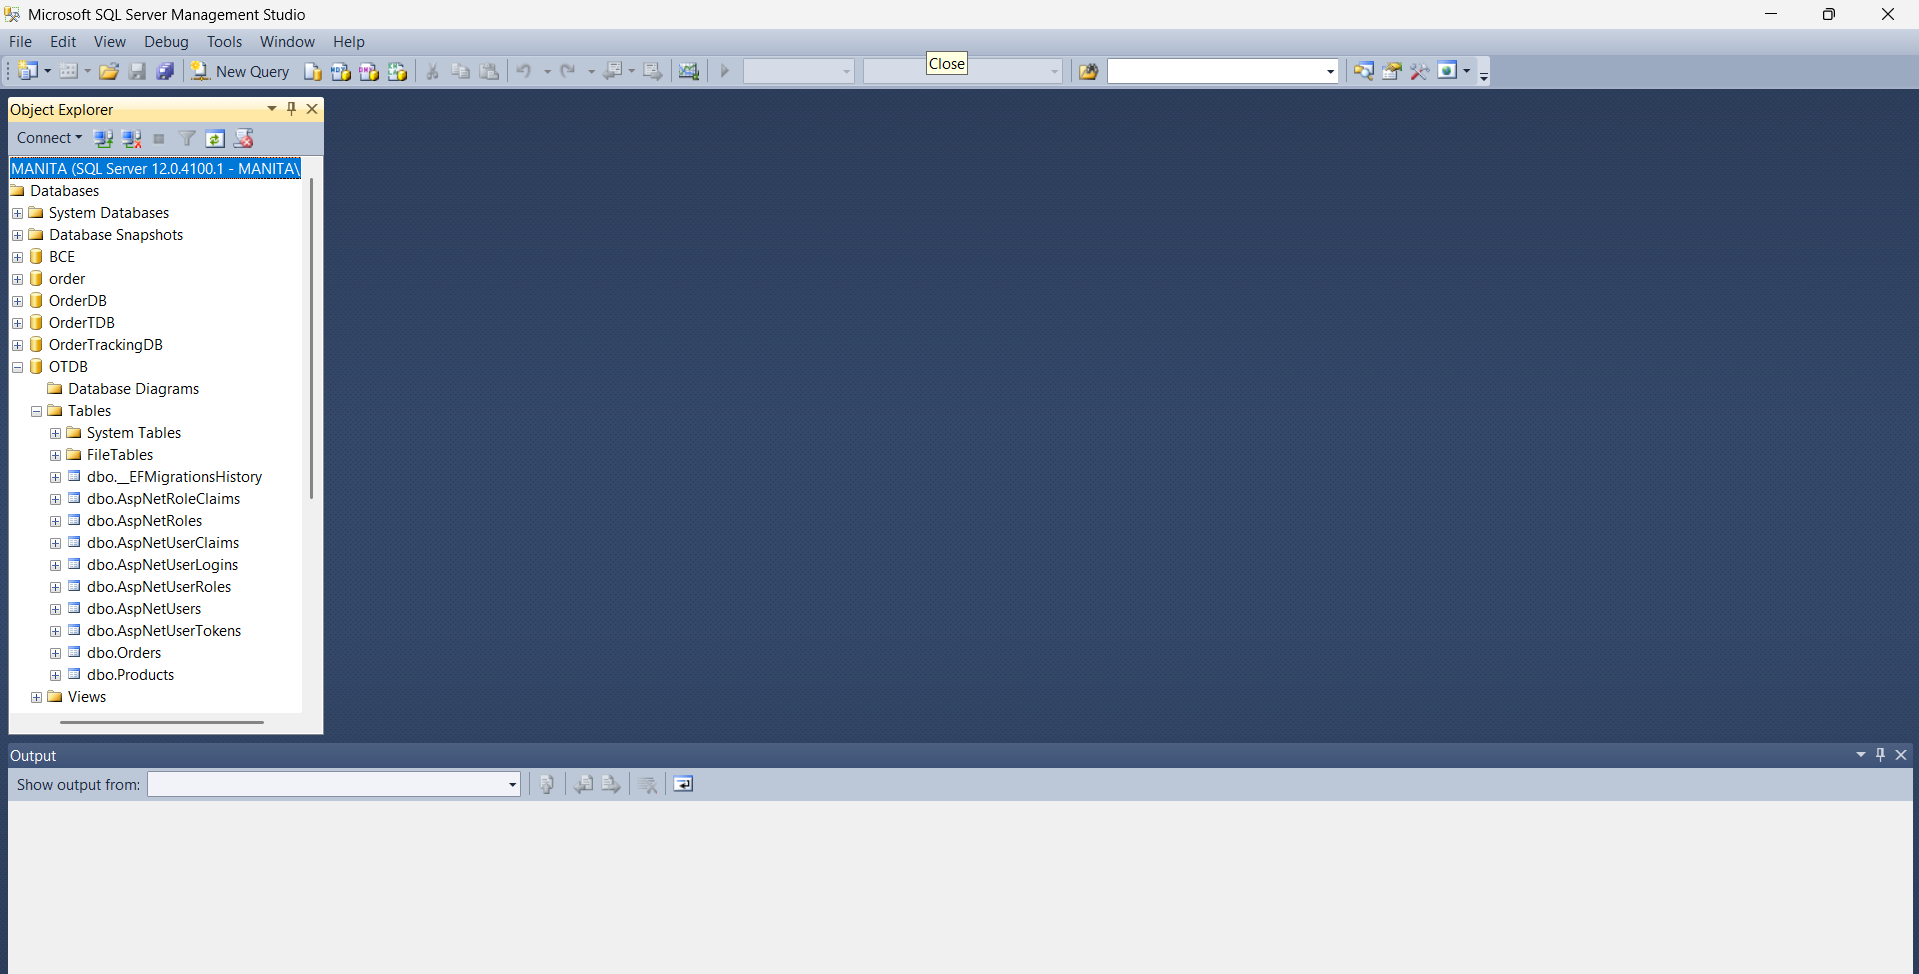 Microsoft SQL Server Management Studio
File Edit View Debug Tools Window Help
New Query
Close
Object Explorer
Connect
MANITA (SQL Server 12.0.4100.1 - MANITA\
Databases
System Databases
Database Snapshots
BCE
order
OrderDB
OrderTDB
OrderTrackingDB
OTDB
Database Diagrams
Tables
System Tables
FileTables
dbo.__EFMigrationsHistory
dbo.AspNetRoleClaims
dbo.AspNetRoles
dbo.AspNetUserClaims
dbo.AspNetUserLogins
dbo.AspNetUserRoles
dbo.AspNetUsers
dbo.AspNetUserTokens
dbo.Orders
dbo.Products
Views
Output
Show output from: